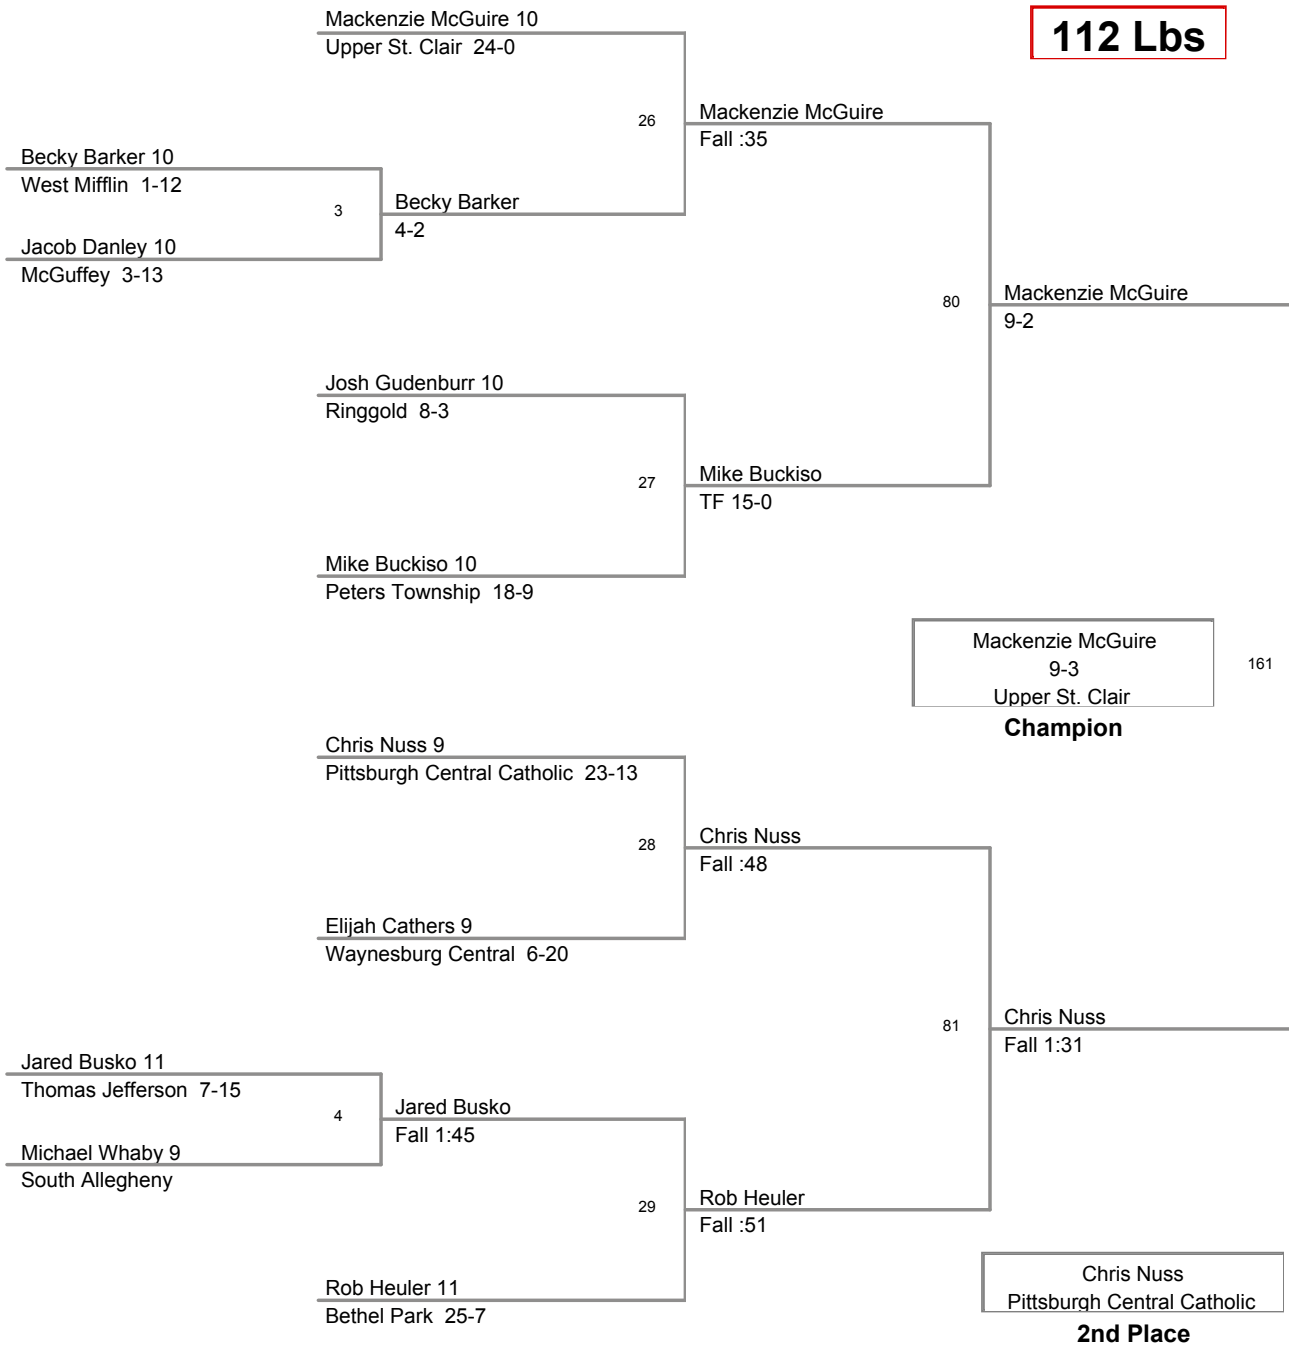 Mackenzie McGuire 10
Upper St. Clair 24-0
112 Lbs
26
Mackenzie McGuire
Fall :35
Becky Barker 10
West Mifflin 1-12
3
Becky Barker
4-2
Jacob Danley 10
McGuffey 3-13
80
Mackenzie McGuire
9-2
Josh Gudenburr 10
Ringgold 8-3
27
Mike Buckiso
TF 15-0
Mike Buckiso 10
Peters Township 18-9
Mackenzie McGuire
9-3
Upper St. Clair
161
Champion
Chris Nuss 9
Pittsburgh Central Catholic 23-13
28
Chris Nuss
Fall :48
Elijah Cathers 9
Waynesburg Central 6-20
81
Chris Nuss
Fall 1:31
Jared Busko 11
Thomas Jefferson 7-15
4
Jared Busko
Fall 1:45
Michael Whaby 9
South Allegheny
29
Rob Heuler
Fall :51
Rob Heuler 11
Bethel Park 25-7
Chris Nuss
Pittsburgh Central Catholic
2nd Place